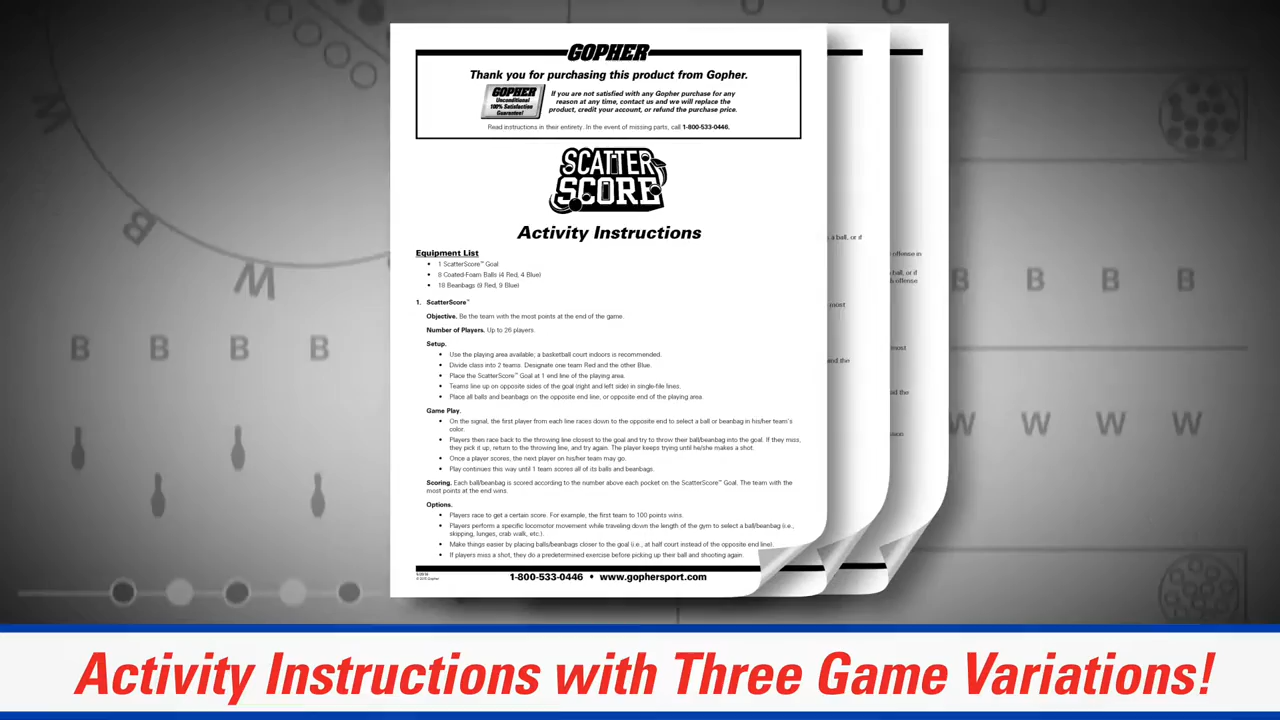 GOPHER
Thank you for purchasing this product from Gopher.
GOPHER
Unconditional
100% Satisfaction
Guarantee!
If you are not satisfied with any Gopher purchase for any
reason at any time, contact us and we will replace the
product, credit your account, or refund the purchase price.
Read instructions in their entirety. In the event of missing parts, call 1-800-533-0446.
SCATTER
SCORE
Activity Instructions
Equipment List
• 1 ScatterScore™ Goal
• 8 Coated-Foam Balls (4 Red, 4 Blue)
• 18 Beanbags (9 Red, 9 Blue)
1. ScatterScore™
Objective. Be the team with the most points at the end of the game.
Number of Players. Up to 26 players.
Setup.
• Use the playing area available; a basketball court indoors is recommended.
• Divide class into 2 teams. Designate one team Red and the other Blue.
• Place the ScatterScore™ Goal at 1 end line of the playing area.
• Teams line up on opposite sides of the goal (right and left side) in single-file lines.
• Place all balls and beanbags on the opposite end line, or opposite end of the playing area.
Game Play.
• On the signal, the first player from each line races down to the opposite end to select a ball or beanbag in his/her team's
color.
• Players then race back to the throwing line closest to the goal and try to throw their ball/beanbag into the goal. If they miss,
they pick it up, return to the throwing line, and try again. The player keeps trying until he/she makes a shot.
• Once a player scores, the next player on his/her team may go.
• Play continues this way until 1 team scores all of its balls and beanbags.
Scoring. Each ball/beanbag is scored according to the number above each pocket on the ScatterScore™ Goal. The team with the
most points at the end wins.
Options.
• Players race to get a certain score. For example, the first team to 100 points wins.
• Players perform a specific locomotor movement while traveling down the length of the gym to select a ball/beanbag (i.e.,
skipping, lunges, crab walk, etc.).
• Make things easier by placing balls/beanbags closer to the goal (i.e., at half court instead of the opposite end line).
• If players miss a shot, they do a predetermined exercise before picking up their ball and shooting again.
1-800-533-0446 • www.gophersport.com
a ball, or if
most
offense in
ball, or if
offense
most
B
W
B B B B
B B B B
W W W W
Activity Instructions with Three Game Variations!